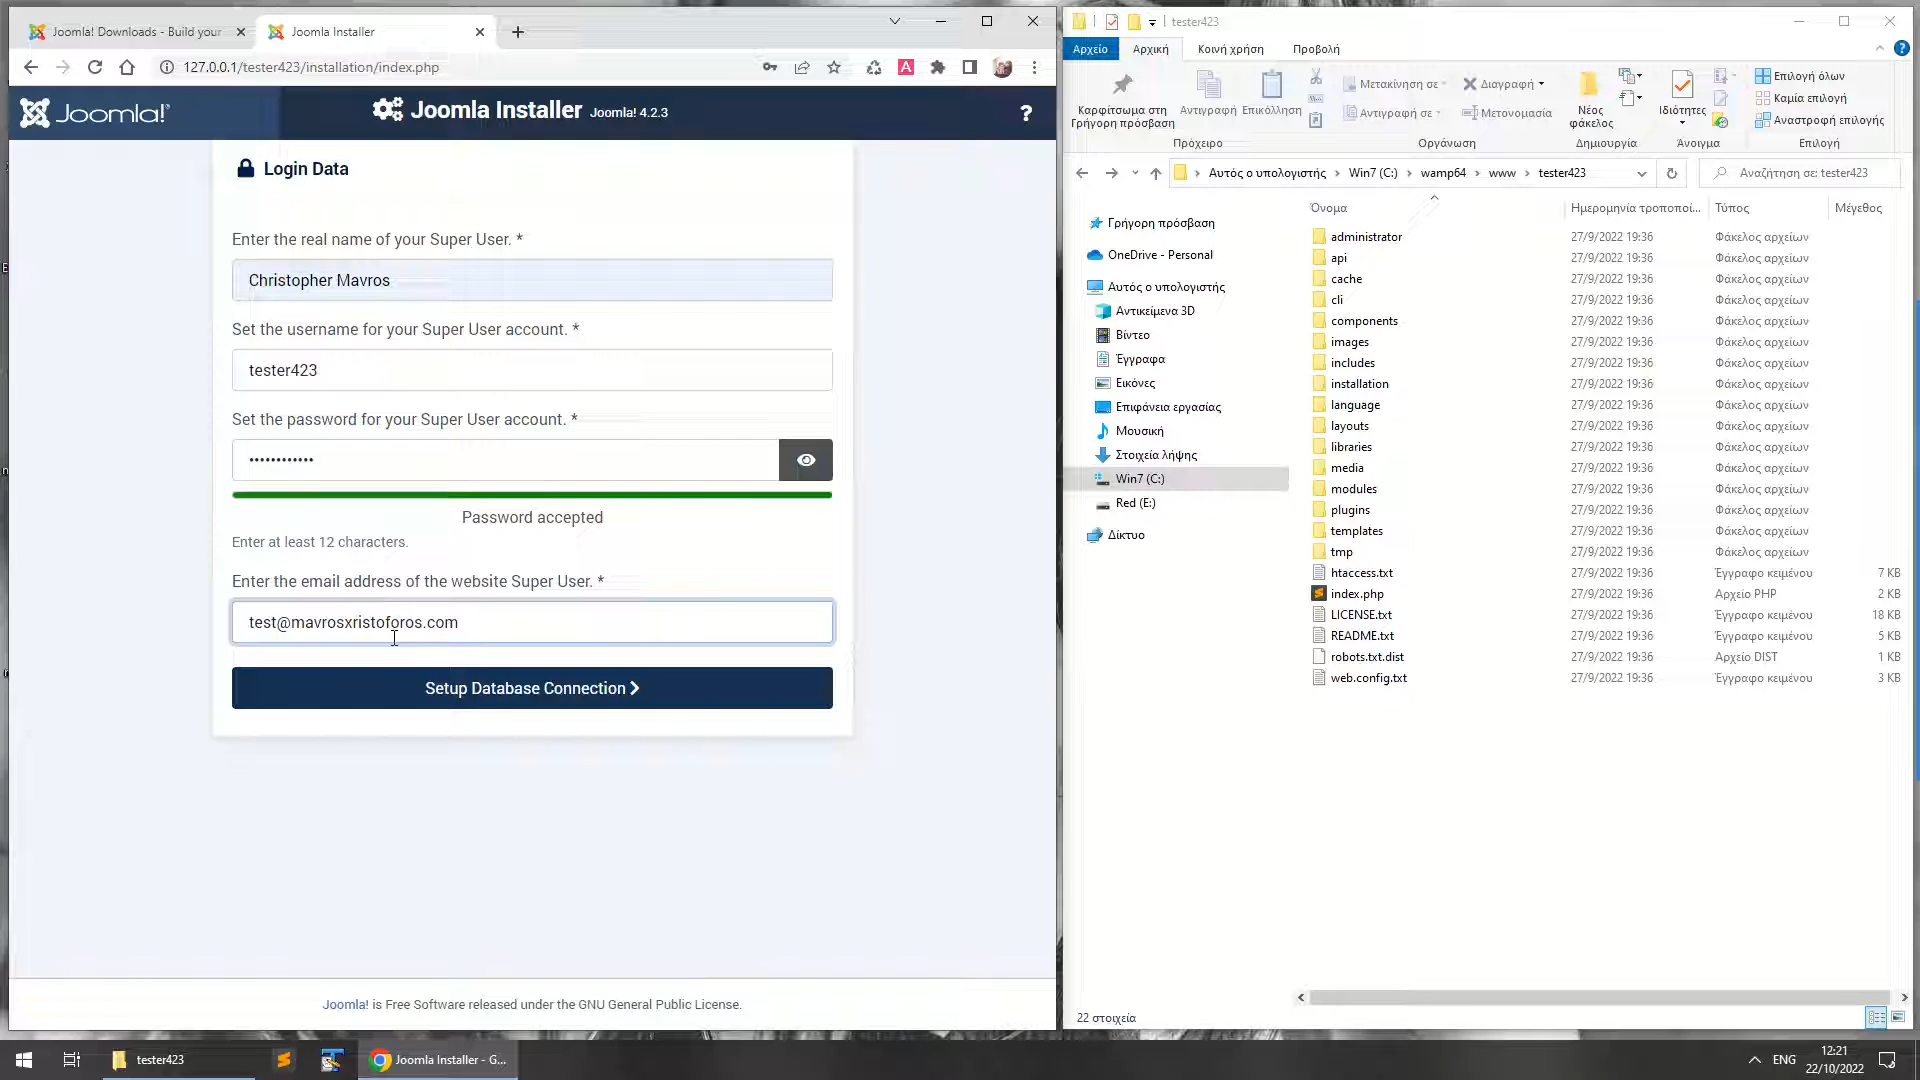 Joomla! Downloads - Build your
Joomla Installer
127.0.0.1/tester423/installation/index.php
Joomla!
Joomla Installer Joomla! 4.2.3
?
Login Data
Enter the real name of your Super User. *
Christopher Mavros
Set the username for your Super User account. *
tester423
Set the password for your Super User account. *
••••••••••••
Password accepted
Enter at least 12 characters.
Enter the email address of the website Super User. *
test@mavrosxristoforos.com
Setup Database Connection
Joomla! is Free Software released under the GNU General Public License.
tester423
Αρχείο Αρχική Κοινή χρήση Προβολή
Καρφίτσωμα στη Γρήγορη πρόσβαση
Αντιγραφή
Επικόλληση
Πρόχειρο
Μετακίνηση σε
Αντιγραφή σε
Διαγραφή
Μετονομασία
Οργάνωση
Νέος φάκελος
Δημιουργία
Ιδιότητες
Άνοιγμα
Επιλογή όλων
Καμία επιλογή
Αναστροφή επιλογής
Επιλογή
Αυτός ο υπολογιστής > Win7 (C:) > wamp64 > www > tester423
Αναζήτηση σε: tester423
Γρήγορη πρόσβαση
OneDrive - Personal
Αυτός ο υπολογιστής
Αντικείμενα 3D
Βίντεο
Έγγραφα
Εικόνες
Επιφάνεια εργασίας
Μουσική
Στοιχεία λήψης
Win7 (C:)
Red (E:)
Δίκτυο
Όνομα Ημερομηνία τροποποί... Τύπος Μέγεθος
administrator 27/9/2022 19:36 Φάκελος αρχείων
api 27/9/2022 19:36 Φάκελος αρχείων
cache 27/9/2022 19:36 Φάκελος αρχείων
cli 27/9/2022 19:36 Φάκελος αρχείων
components 27/9/2022 19:36 Φάκελος αρχείων
images 27/9/2022 19:36 Φάκελος αρχείων
includes 27/9/2022 19:36 Φάκελος αρχείων
installation 27/9/2022 19:36 Φάκελος αρχείων
language 27/9/2022 19:36 Φάκελος αρχείων
layouts 27/9/2022 19:36 Φάκελος αρχείων
libraries 27/9/2022 19:36 Φάκελος αρχείων
media 27/9/2022 19:36 Φάκελος αρχείων
modules 27/9/2022 19:36 Φάκελος αρχείων
plugins 27/9/2022 19:36 Φάκελος αρχείων
templates 27/9/2022 19:36 Φάκελος αρχείων
tmp 27/9/2022 19:36 Φάκελος αρχείων
htaccess.txt 27/9/2022 19:36 Έγγραφο κειμένου 7 KB
index.php 27/9/2022 19:36 Αρχείο PHP 2 KB
LICENSE.txt 27/9/2022 19:36 Έγγραφο κειμένου 18 KB
README.txt 27/9/2022 19:36 Έγγραφο κειμένου 5 KB
robots.txt.dist 27/9/2022 19:36 Αρχείο DIST 1 KB
web.config.txt 27/9/2022 19:36 Έγγραφο κειμένου 3 KB
22 στοιχεία
tester423
Joomla Installer - G...
ENG
12:21
22/10/2022